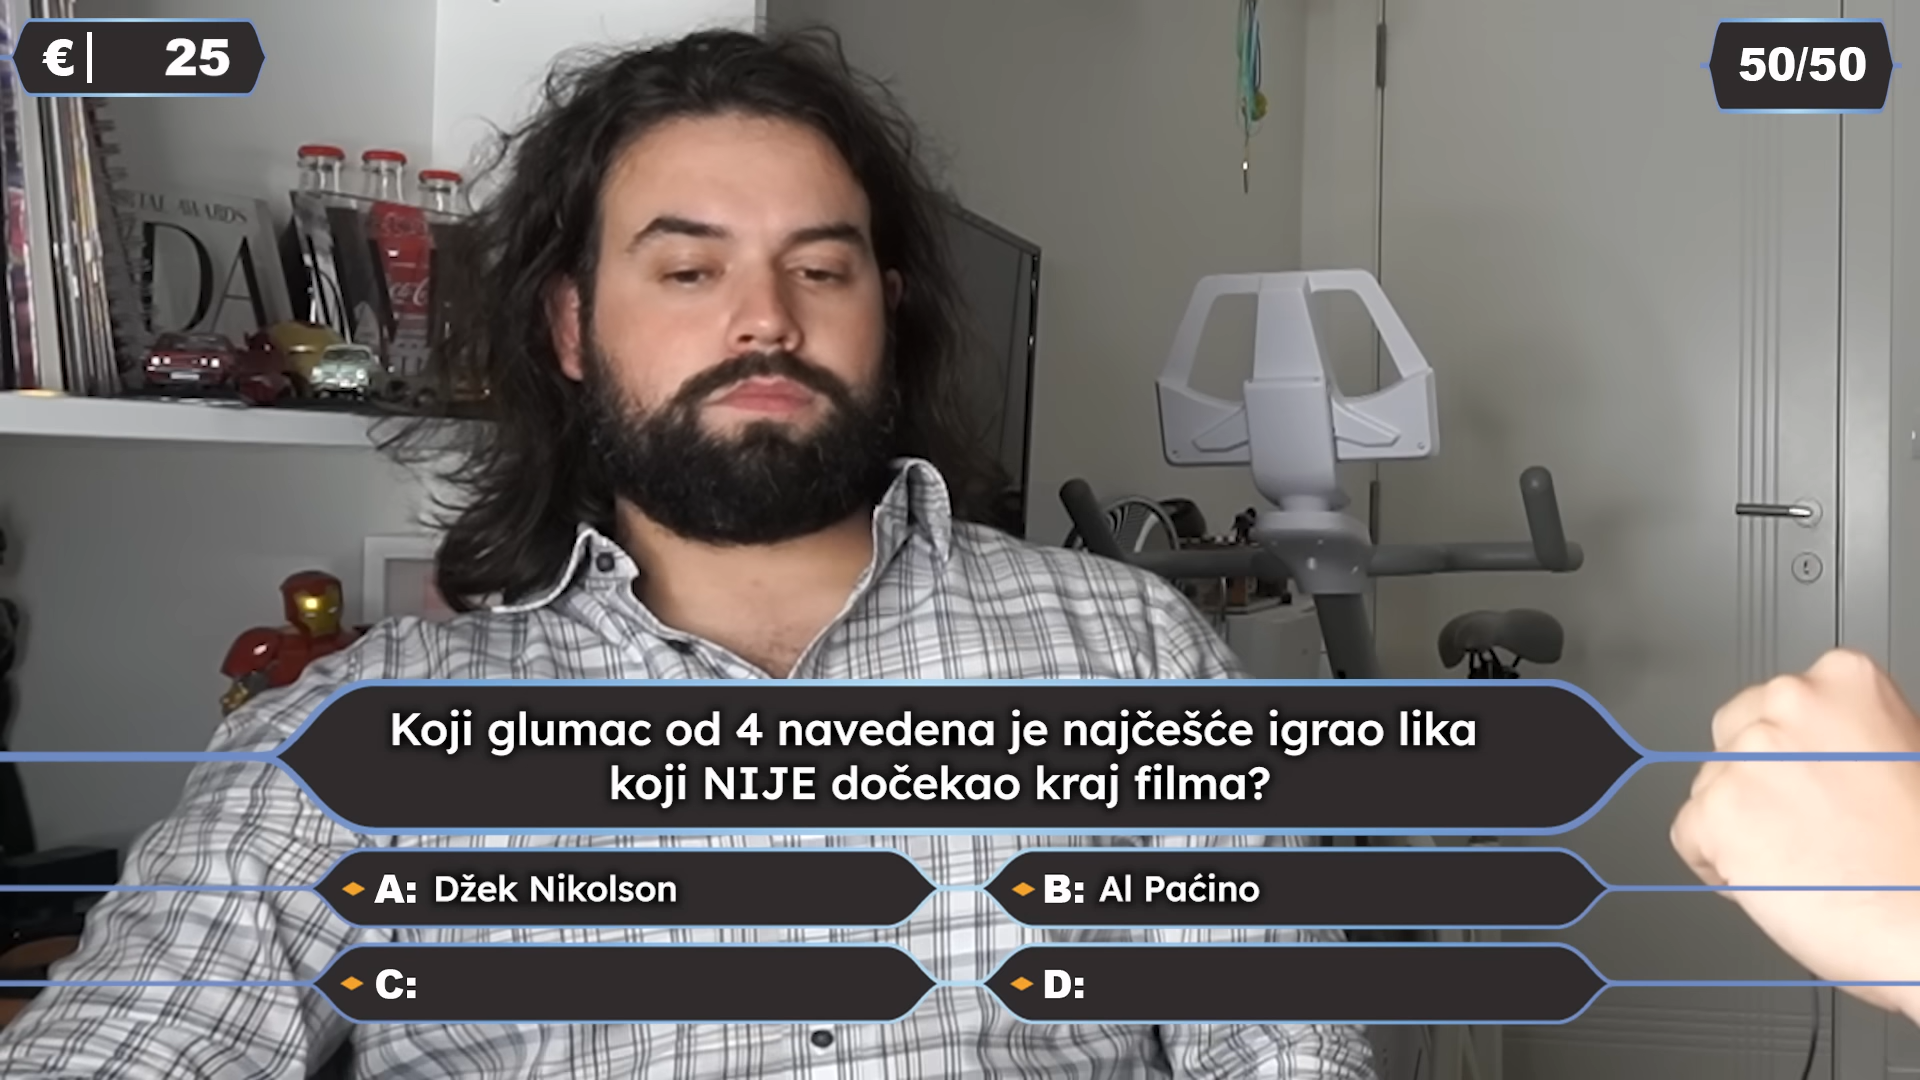 € 25
50/50
DA
Koji glumac od 4 navedena je najčešće igrao lika
koji NIJE dočekao kraj filma?
A: Džek Nikolson
B: Al Paćino
C:
D: